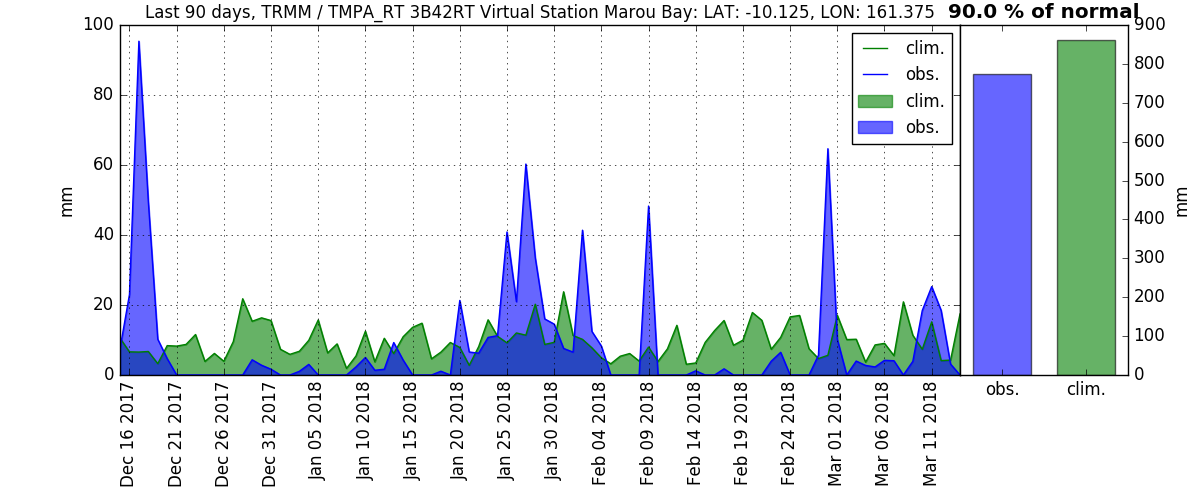 Last 90 days, TRMM / TMPA_RT 3B42RT Virtual Station Marou Bay: LAT: -10.125, LON: 161.375
90.0 % of normal
100
80
60
40
20
0
mm
clim.
obs.
clim.
obs.
Dec 16 2017
Dec 21 2017
Dec 26 2017
Dec 31 2017
Jan 05 2018
Jan 10 2018
Jan 15 2018
Jan 20 2018
Jan 25 2018
Jan 30 2018
Feb 04 2018
Feb 09 2018
Feb 14 2018
Feb 19 2018
Feb 24 2018
Mar 01 2018
Mar 06 2018
Mar 11 2018
900
800
700
600
500
400
300
200
100
0
mm
obs.
clim.